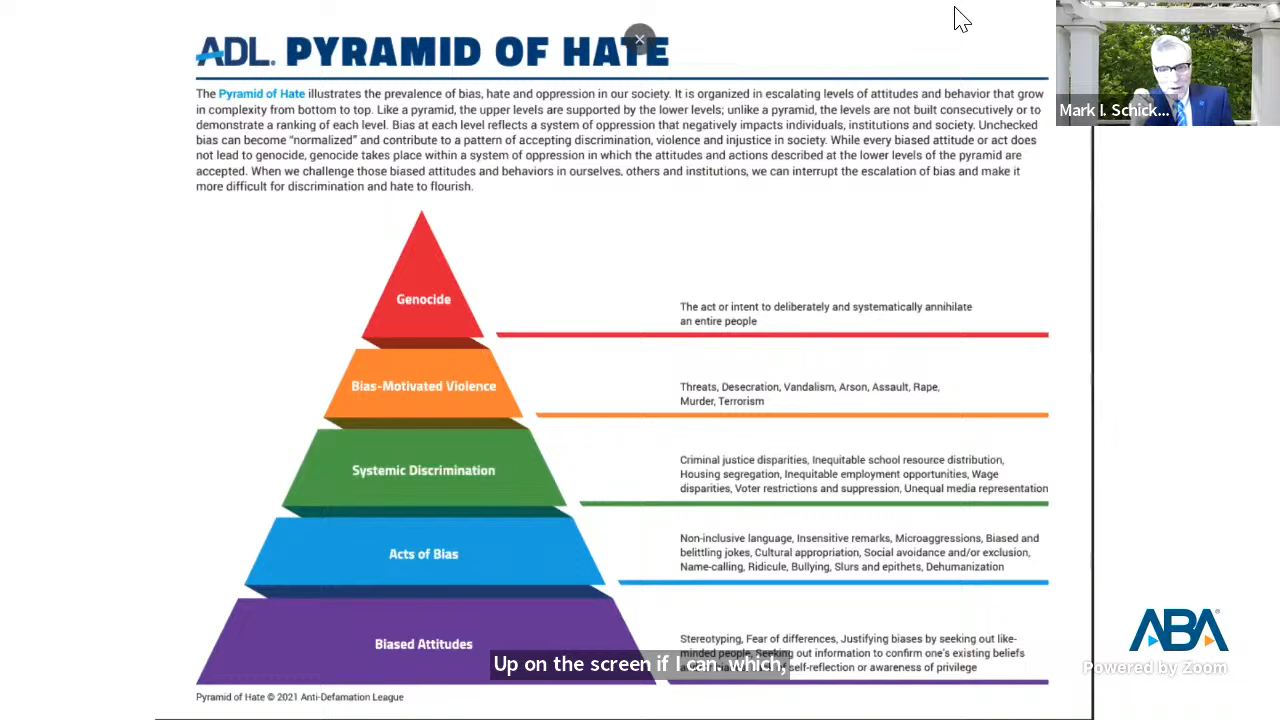 ADL. PYRAMID OF HATE
The Pyramid of Hate illustrates the prevalence of bias, hate and oppression in our society. It is organized in escalating levels of attitudes and behavior that grow
in complexity from bottom to top. Like a pyramid, the upper levels are supported by the lower levels; unlike a pyramid, the levels are not built consecutively or to
demonstrate a ranking of each level. Bias at each level reflects a system of oppression that negatively impacts individuals, institutions and society. Unchecked
bias can become “normalized” and contribute to a pattern of accepting discrimination, violence and injustice in society. While every biased attitude or act does
not lead to genocide, genocide takes place within a system of oppression in which the attitudes and actions described at the lower levels of the pyramid are
accepted. When we challenge those biased attitudes and behaviors in ourselves, others and institutions, we can interrupt the escalation of bias and make it
more difficult for discrimination and hate to flourish.
Mark I. Schick...
Genocide
The act or intent to deliberately and systematically annihilate
an entire people
Bias-Motivated Violence
Threats, Desecration, Vandalism, Arson, Assault, Rape,
Murder, Terrorism
Systemic Discrimination
Criminal justice disparities, Inequitable school resource distribution,
Housing segregation, Inequitable employment opportunities, Wage
disparities, Voter restrictions and suppression, Unequal media representation
Acts of Bias
Non-inclusive language, Insensitive remarks, Microaggressions, Biased and
belittling jokes, Cultural appropriation, Social avoidance and/or exclusion,
Name-calling, Ridicule, Bullying, Slurs and epithets, Dehumanization
Biased Attitudes
Stereotyping, Fear of differences, Justifying biases by seeking out like-
minded people, Seeking out information to confirm one’s existing beliefs
self-reflection or awareness of privilege
Up on the screen if I can. which,
Pyramid of Hate © 2021 Anti-Defamation League
ABA
Powered by Zoom